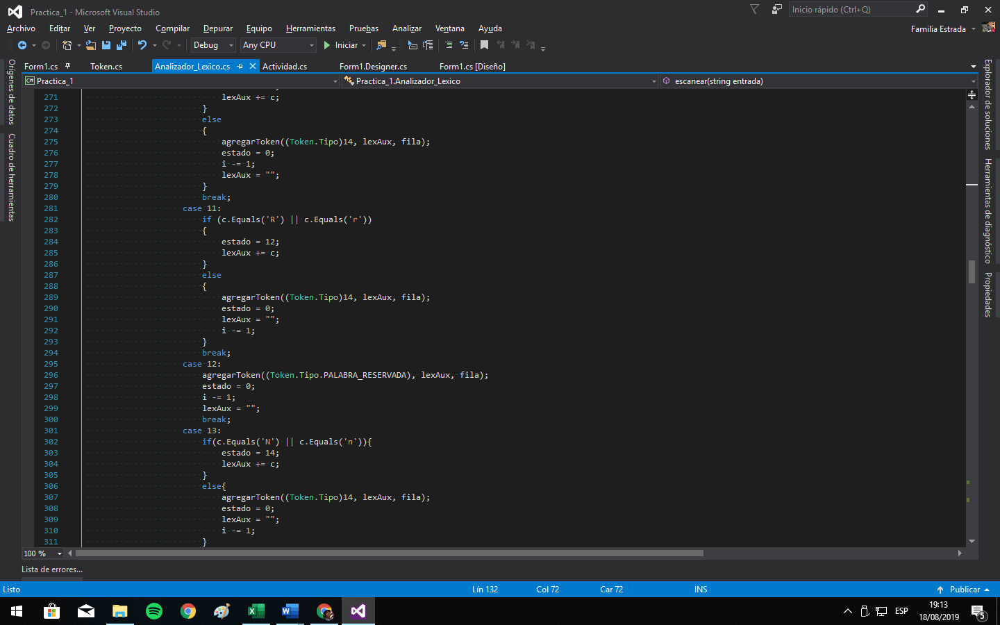 Practica_1 - Microsoft Visual Studio
Inicio rápido (Ctrl+Q)
Archivo Editar Ver Proyecto Compilar Depurar Equipo Herramientas Pruebas Analizar Ventana Ayuda
Familia Estrada
Debug Any CPU Iniciar
Form1.cs Token.cs Analizador_Lexico.cs Actividad.cs Form1.Designer.cs Form1.cs [Diseño]
C# Practica_1 Practica_1.Analizador_Lexico escanear(string entrada)
Orígenes de datos
Cuadro de herramientas
271 lexAux += c;
272 }
273 else
274 {
275 agregarToken((Token.Tipo)14, lexAux, fila);
276 estado = 0;
277 i -= 1;
278 lexAux = "";
279 }
280 break;
281 case 11:
282 if (c.Equals('R') || c.Equals('r'))
283 {
284 estado = 12;
285 lexAux += c;
286 }
287 else
288 {
289 agregarToken((Token.Tipo)14, lexAux, fila);
290 estado = 0;
291 lexAux = "";
292 i -= 1;
293 }
294 break;
295 case 12:
296 agregarToken((Token.Tipo.PALABRA_RESERVADA), lexAux, fila);
297 estado = 0;
298 i -= 1;
299 lexAux = "";
300 break;
301 case 13:
302 if(c.Equals('N') || c.Equals('n')){
303 estado = 14;
304 lexAux += c;
305 }
306 else{
307 agregarToken((Token.Tipo)14, lexAux, fila);
308 estado = 0;
309 lexAux = "";
310 i -= 1;
311 }
Explorador de soluciones
Herramientas de diagnóstico
Propiedades
100 %
Lista de errores...
Listo Lín 132 Col 72 Car 72 INS Publicar
ESP
19:13
18/08/2019
5